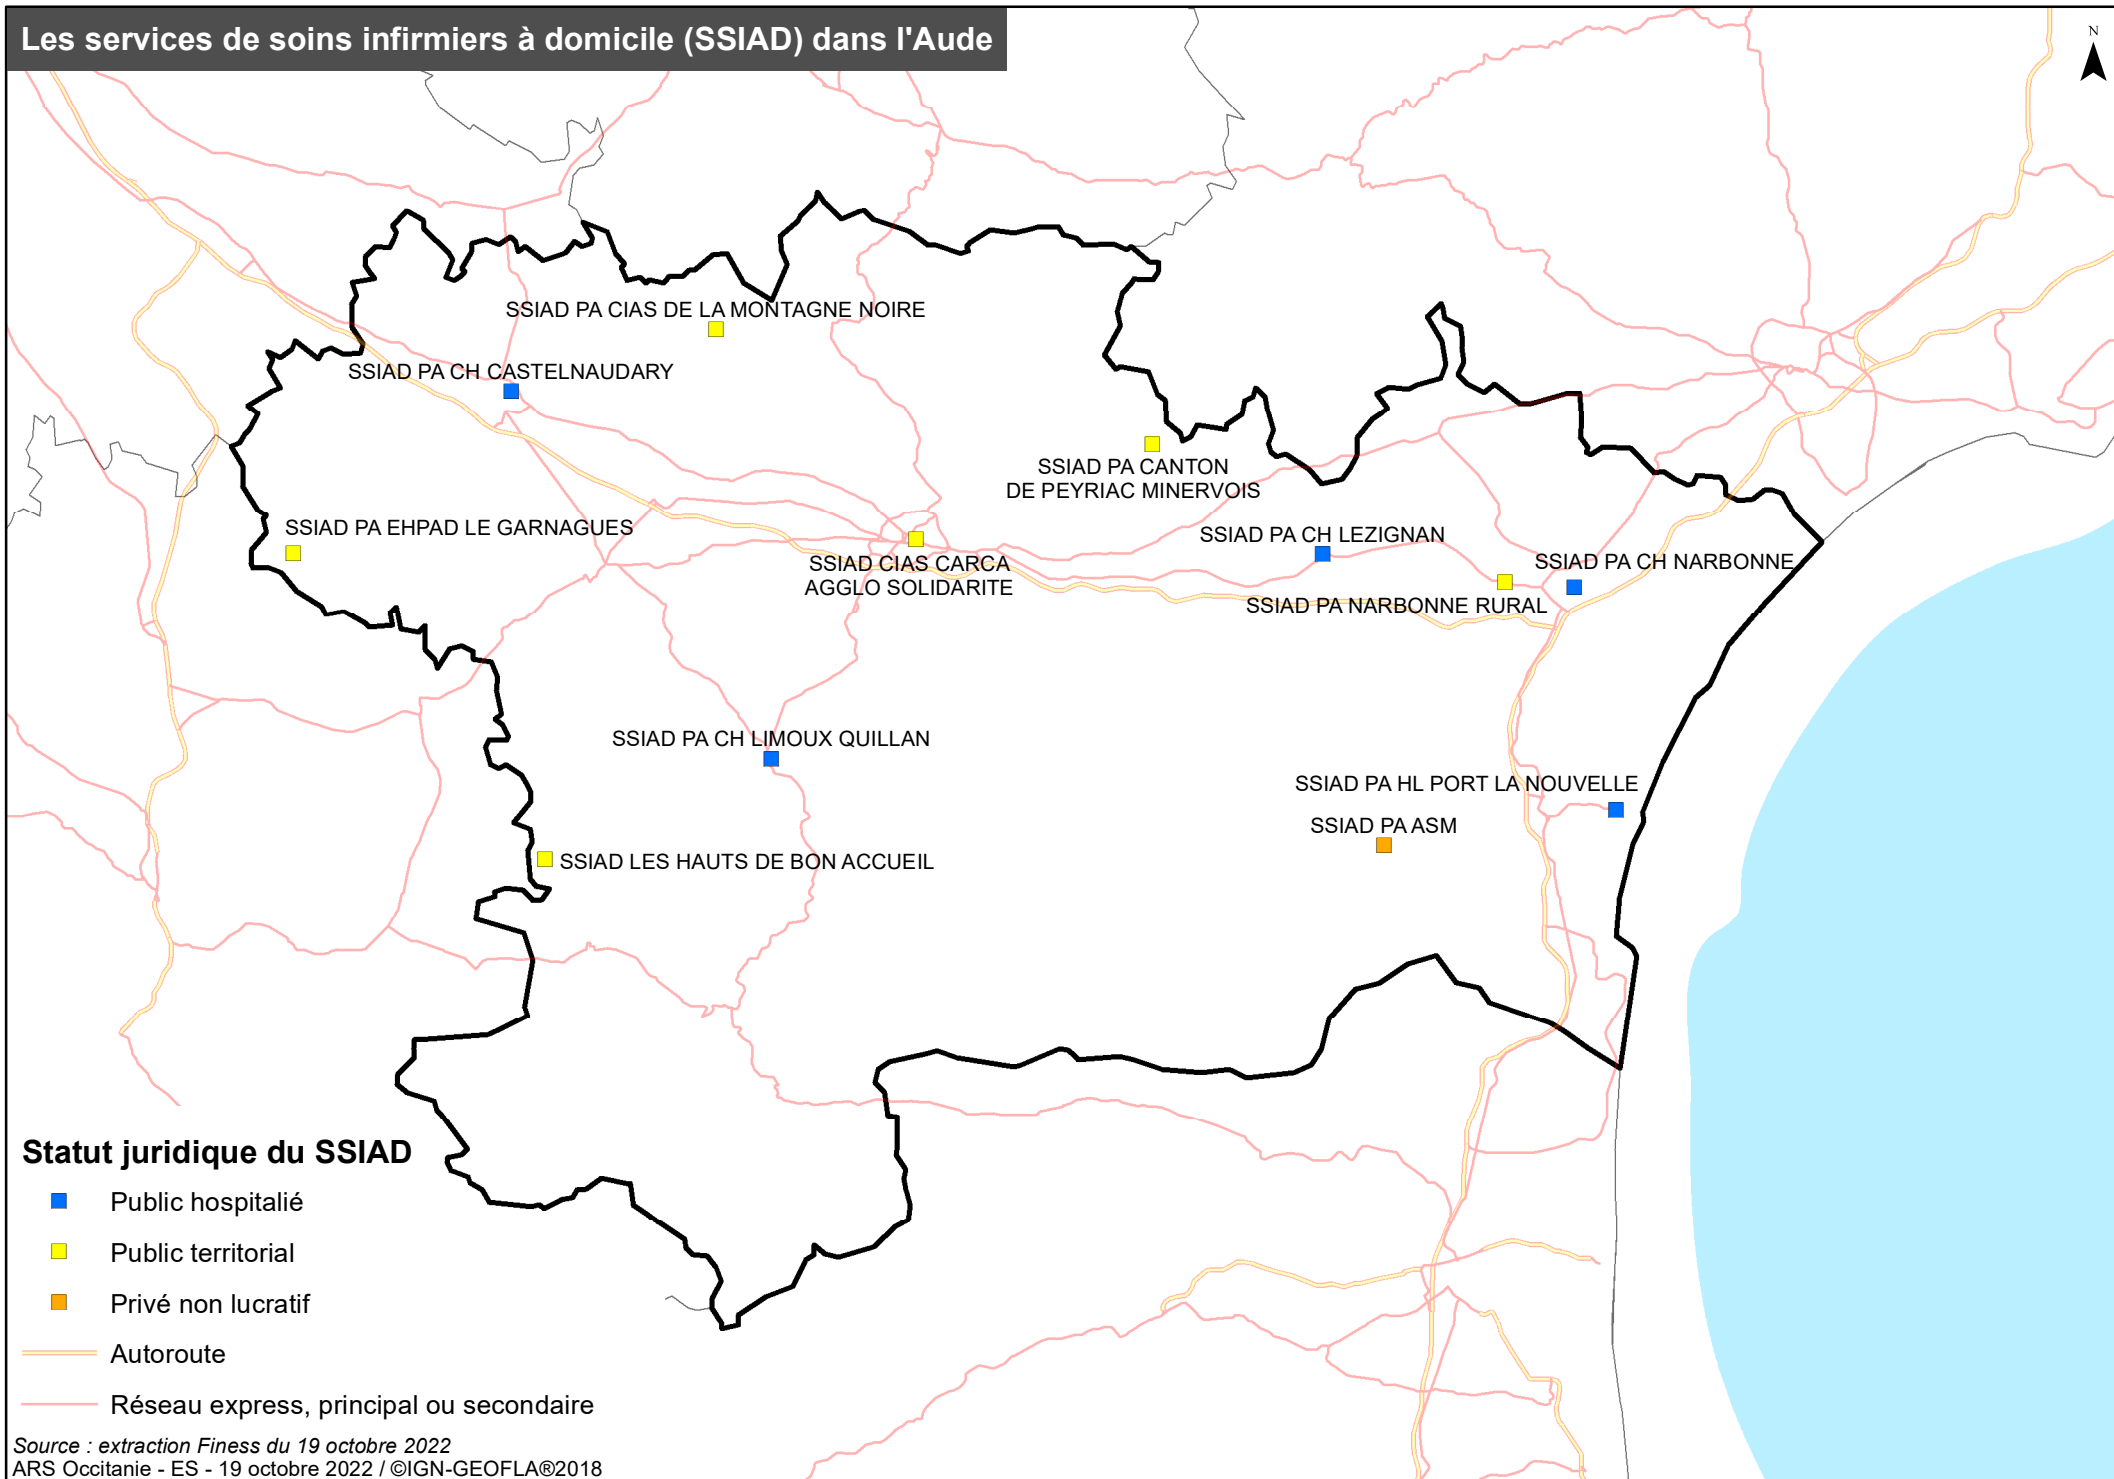 Les services de soins infirmiers à domicile (SSIAD) dans l'Aude
N
SSIAD PA CIAS DE LA MONTAGNE NOIRE
SSIAD PA CH CASTELNAUDARY
SSIAD PA CANTON
DE PEYRIAC MINERVOIS
SSIAD PA EHPAD LE GARNAGUES
SSIAD PA CH LEZIGNAN
SSIAD CIAS CARCA
AGGLO SOLIDARITE
SSIAD PA CH NARBONNE
SSIAD PA NARBONNE RURAL
SSIAD PA CH LIMOUX QUILLAN
SSIAD PA HL PORT LA NOUVELLE
SSIAD PA ASM
SSIAD LES HAUTS DE BON ACCUEIL
Statut juridique du SSIAD
Public hospitalié
Public territorial
Privé non lucratif
Autoroute
Réseau express, principal ou secondaire
Source : extraction Finess du 19 octobre 2022
ARS Occitanie - ES - 19 octobre 2022 / ©IGN-GEOFLA®2018